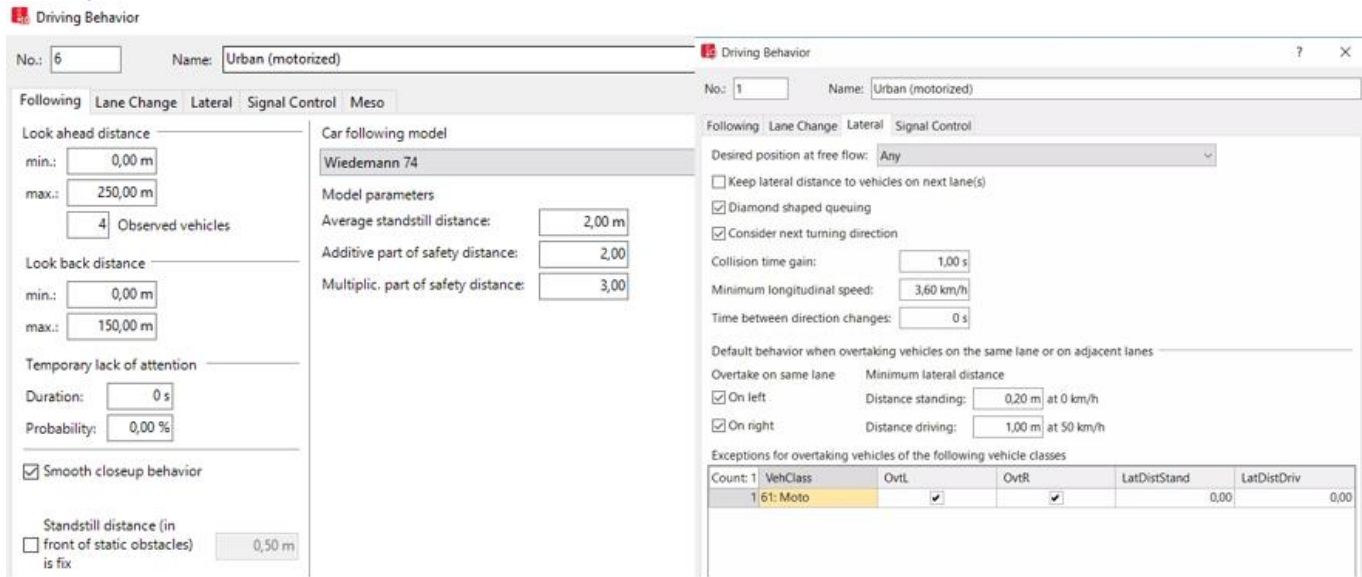 Driving Behavior
No.: 6 Name: Urban (motorized)
Following Lane Change Lateral Signal Control Meso
Look ahead distance
min.: 0,00 m
max.: 250,00 m
4 Observed vehicles
Look back distance
min.: 0,00 m
max.: 150,00 m
Temporary lack of attention
Duration: 0 s
Probability: 0,00 %
Smooth closeup behavior
Standstill distance (in
front of static obstacles) 0,50 m
is fix
Car following model
Wiedemann 74
Model parameters
Average standstill distance: 2,00 m
Additive part of safety distance: 2,00
Multiplic. part of safety distance: 3,00
Driving Behavior ?
No.: 1 Name: Urban (motorized)
Following Lane Change Lateral Signal Control
Desired position at free flow: Any
Keep lateral distance to vehicles on next lane(s)
Diamond shaped queuing
Consider next turning direction
Collision time gain: 1,00 s
Minimum longitudinal speed: 3,60 km/h
Time between direction changes: 0 s
Default behavior when overtaking vehicles on the same lane or on adjacent lanes
Overtake on same lane Minimum lateral distance
On left Distance standing: 0,20 m at 0 km/h
On right Distance driving: 1,00 m at 50 km/h
Exceptions for overtaking vehicles of the following vehicle classes
Count: 1 VehClass OvtL OvtR LatDistStand LatDistDriv
1 61: Moto 0,00 0,00